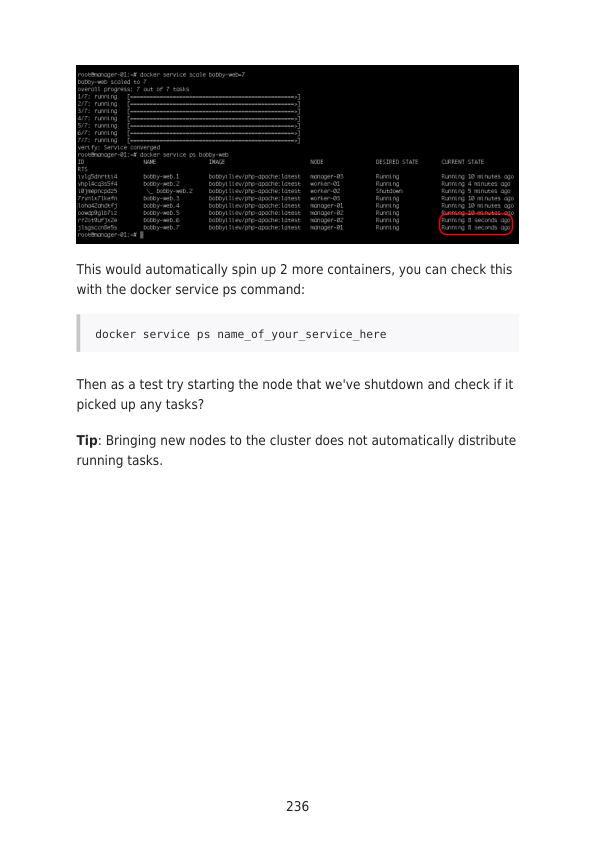 root@manager-01:~# docker service scale bobby-web=7
bobby-web scaled to 7
overall progress: 7 out of 7 tasks
1/7: running [==================================================>]
2/7: running [==================================================>]
3/7: running [==================================================>]
4/7: running [==================================================>]
5/7: running [==================================================>]
6/7: running [==================================================>]
7/7: running [==================================================>]
verify: Service converged
root@manager-01:~# docker service ps bobby-web
ID NAME IMAGE NODE DESIRED STATE CURRENT STATE
RTS
bobby-web.1 bobbyiliev/php-apache:latest manager-03 Running Running 10 minutes ago
bobby-web.2 bobbyiliev/php-apache:latest worker-01 Running Running 4 minutes ago
\_ bobby-web.2 bobbyiliev/php-apache:latest worker-02 Shutdown Running 5 minutes ago
bobby-web.3 bobbyiliev/php-apache:latest worker-03 Running Running 10 minutes ago
bobby-web.4 bobbyiliev/php-apache:latest manager-01 Running Running 10 minutes ago
bobby-web.5 bobbyiliev/php-apache:latest manager-02 Running Running 10 minutes ago
bobby-web.6 bobbyiliev/php-apache:latest manager-02 Running Running 8 seconds ago
bobby-web.7 bobbyiliev/php-apache:latest manager-01 Running Running 8 seconds ago
root@manager-01:~#
This would automatically spin up 2 more containers, you can check this
with the docker service ps command:
docker service ps name_of_your_service_here
Then as a test try starting the node that we've shutdown and check if it
picked up any tasks?
Tip: Bringing new nodes to the cluster does not automatically distribute
running tasks.
236